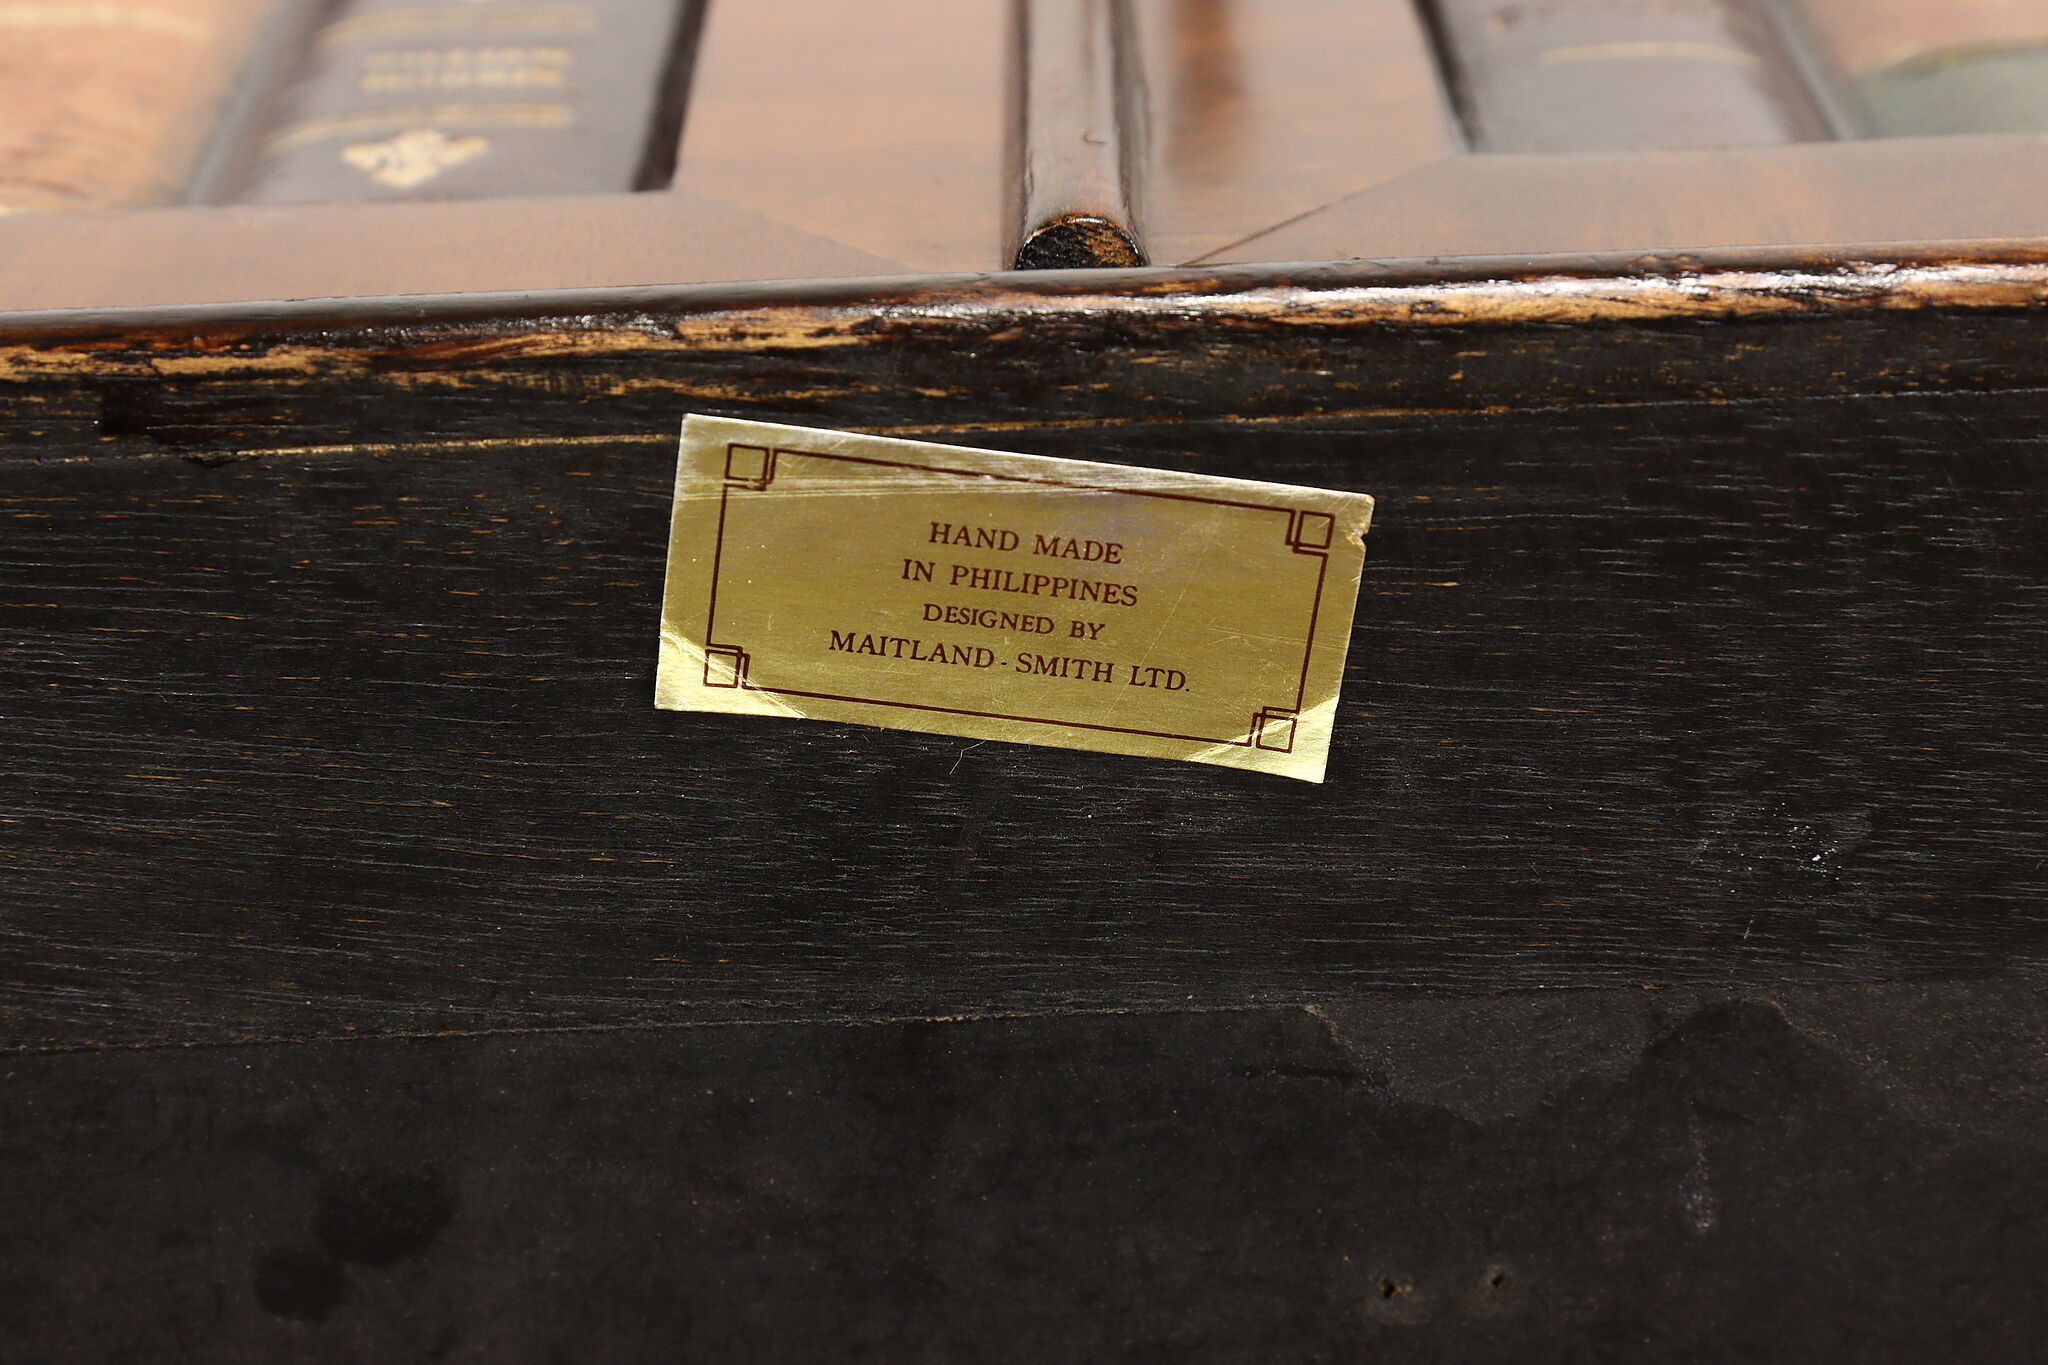 HAND MADE
IN PHILIPPINES
DESIGNED BY
MAITLAND - SMITH LTD.